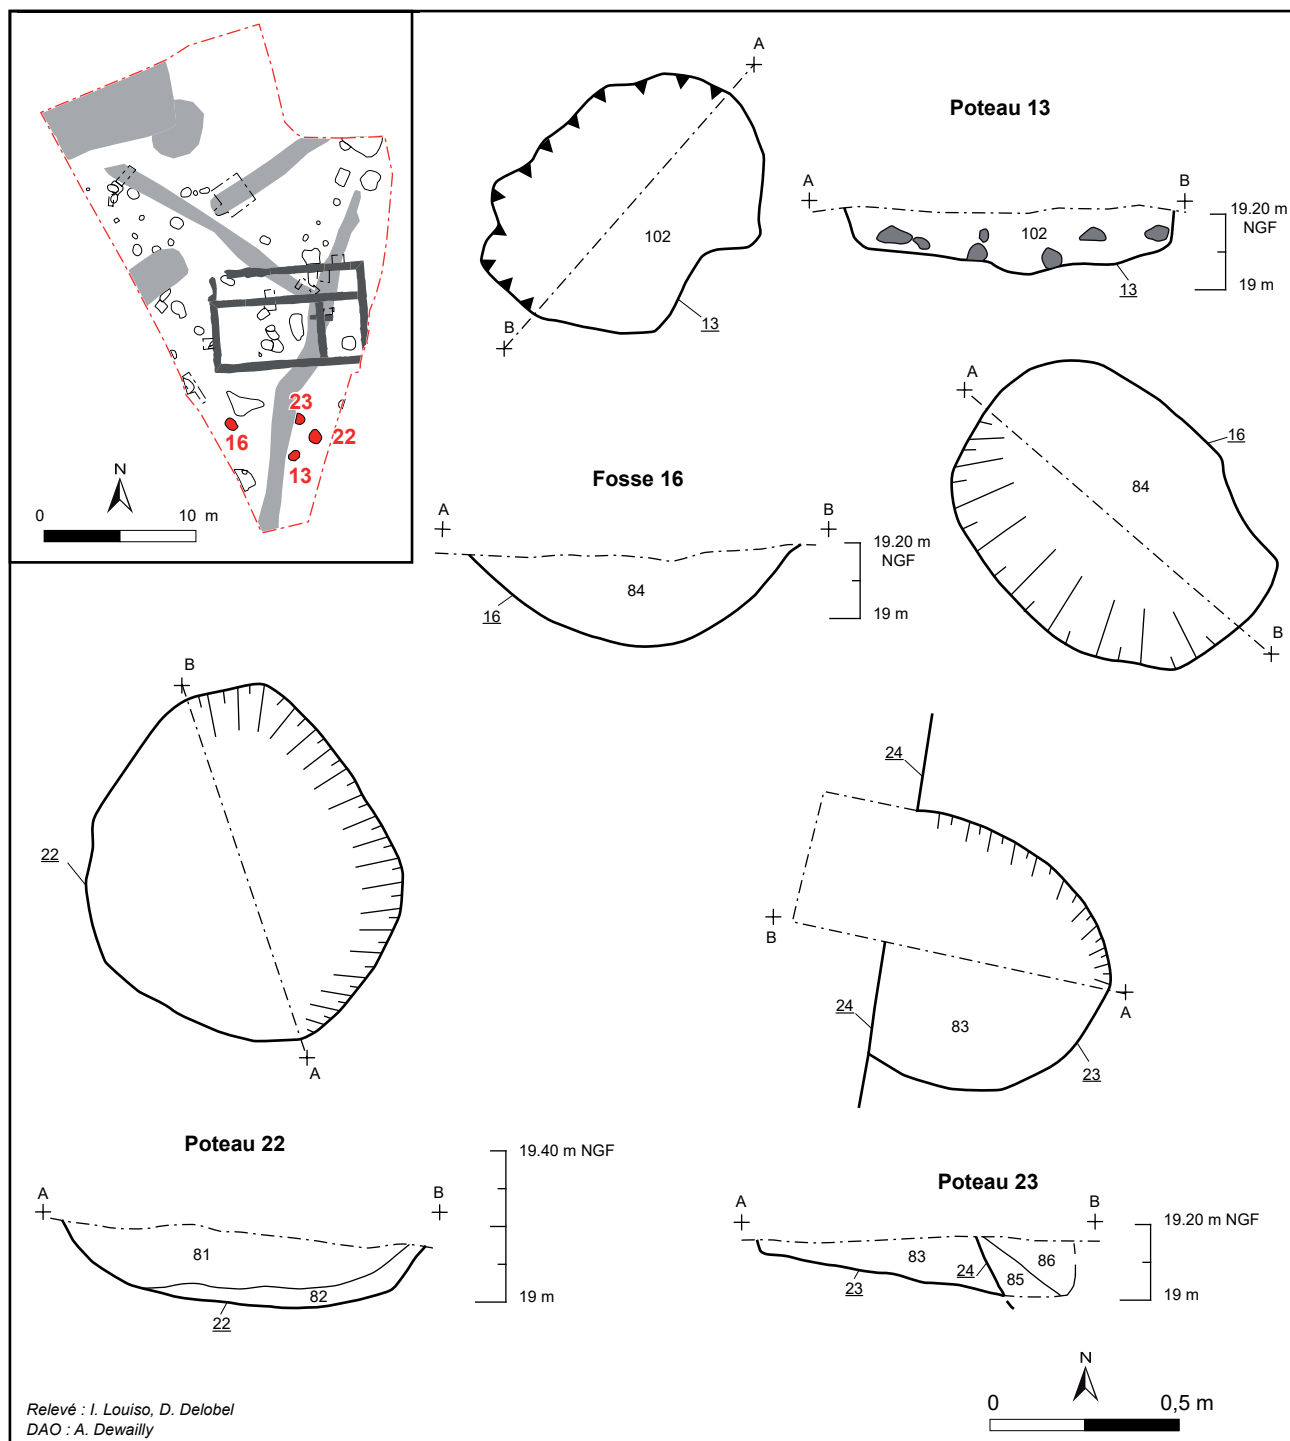 23
16
22
13
N
0 10 m
A
102
B
13
Poteau 13
A
B
19.20 m
NGF
102
13
19 m
Fosse 16
A
B
19.20 m
NGF
84
16
19 m
A
16
84
B
B
22
A
24
B
24
83
A
23
Poteau 22
19.40 m NGF
A
B
81
82
22
19 m
Poteau 23
A
B
19.20 m NGF
83
86
24
85
23
19 m
N
0 0,5 m
Relevé : I. Louiso, D. Delobel
DAO : A. Dewailly